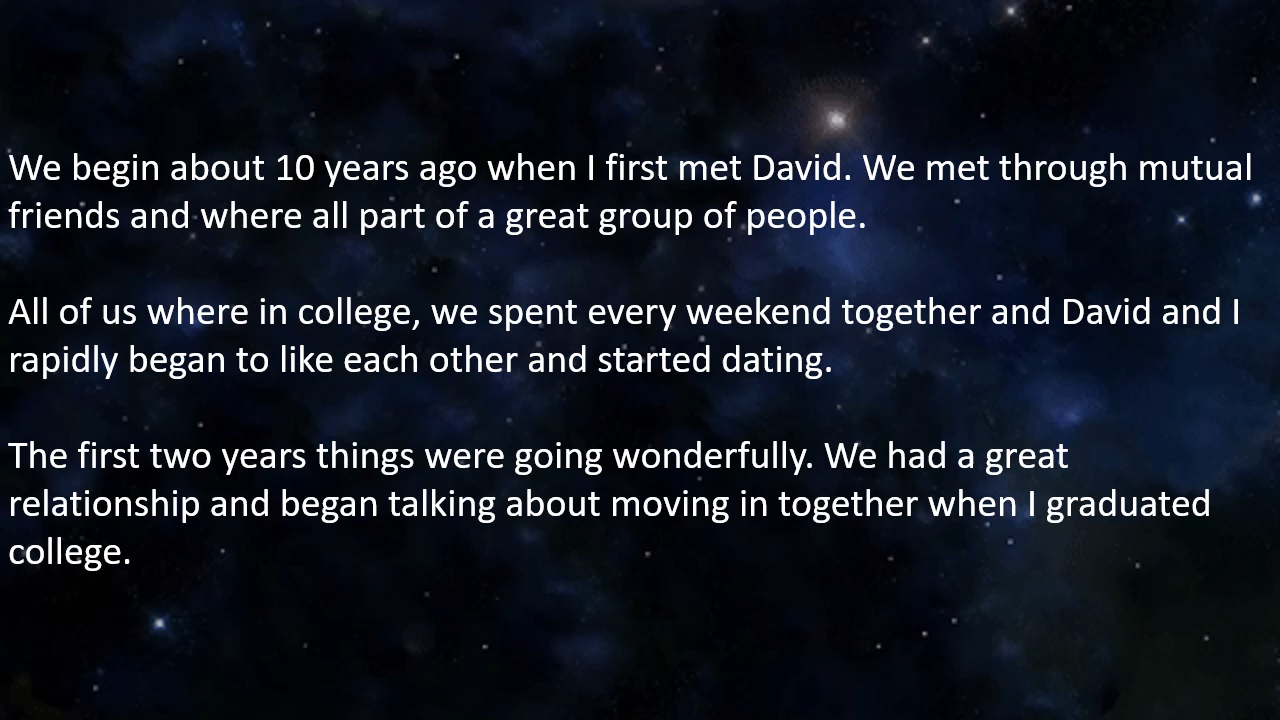 We begin about 10 years ago when I first met David. We met through mutual
friends and where all part of a great group of people.
All of us where in college, we spent every weekend together and David and I
rapidly began to like each other and started dating.
The first two years things were going wonderfully. We had a great
relationship and began talking about moving in together when I graduated
college.